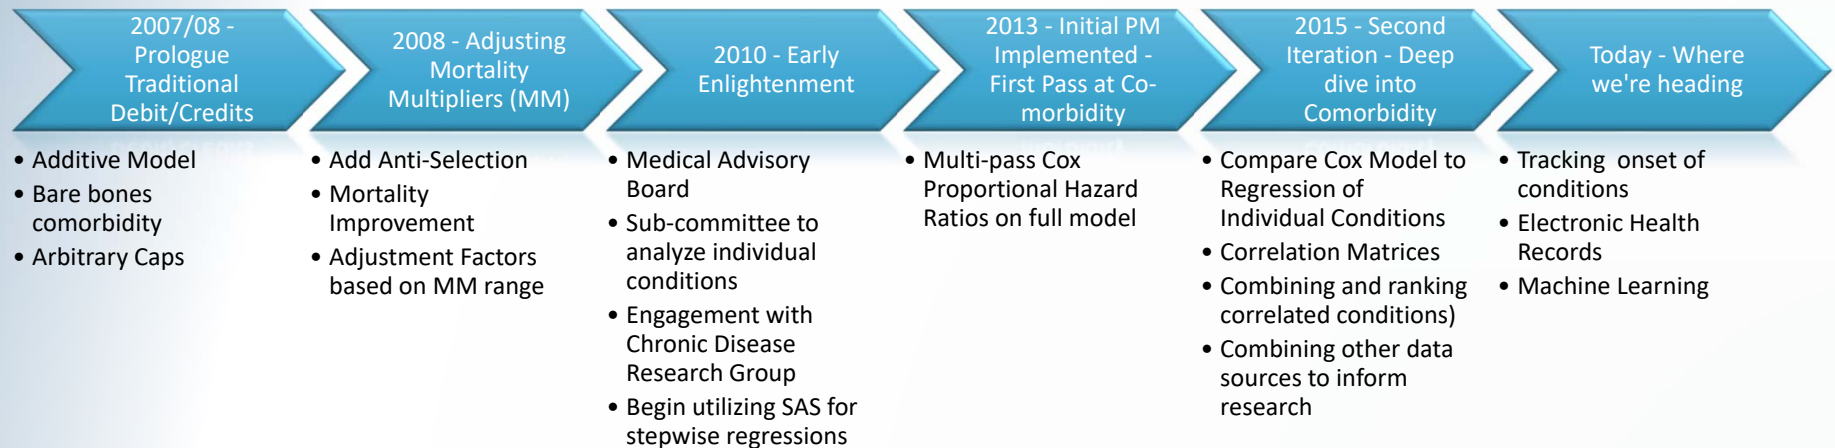 2007/08 -
Prologue
Traditional
Debit/Credits
• Additive Model
• Bare bones
comorbidity
• Arbitrary Caps
2008 - Adjusting
Mortality
Multipliers (MM)
• Add Anti-Selection
• Mortality
Improvement
• Adjustment Factors
based on MM range
2010 - Early
Enlightenment
• Medical Advisory
Board
• Sub-committee to
analyze individual
conditions
• Engagement with
Chronic Disease
Research Group
• Begin utilizing SAS for
stepwise regressions
2013 - Initial PM
Implemented -
First Pass at Co-
morbidity
• Multi-pass Cox
Proportional Hazard
Ratios on full model
2015 - Second
Iteration - Deep
dive into
Comorbidity
• Compare Cox Model to
Regression of
Individual Conditions
• Correlation Matrices
• Combining and ranking
correlated conditions)
• Combining other data
sources to inform
research
Today - Where
we're heading
• Tracking onset of
conditions
• Electronic Health
Records
• Machine Learning